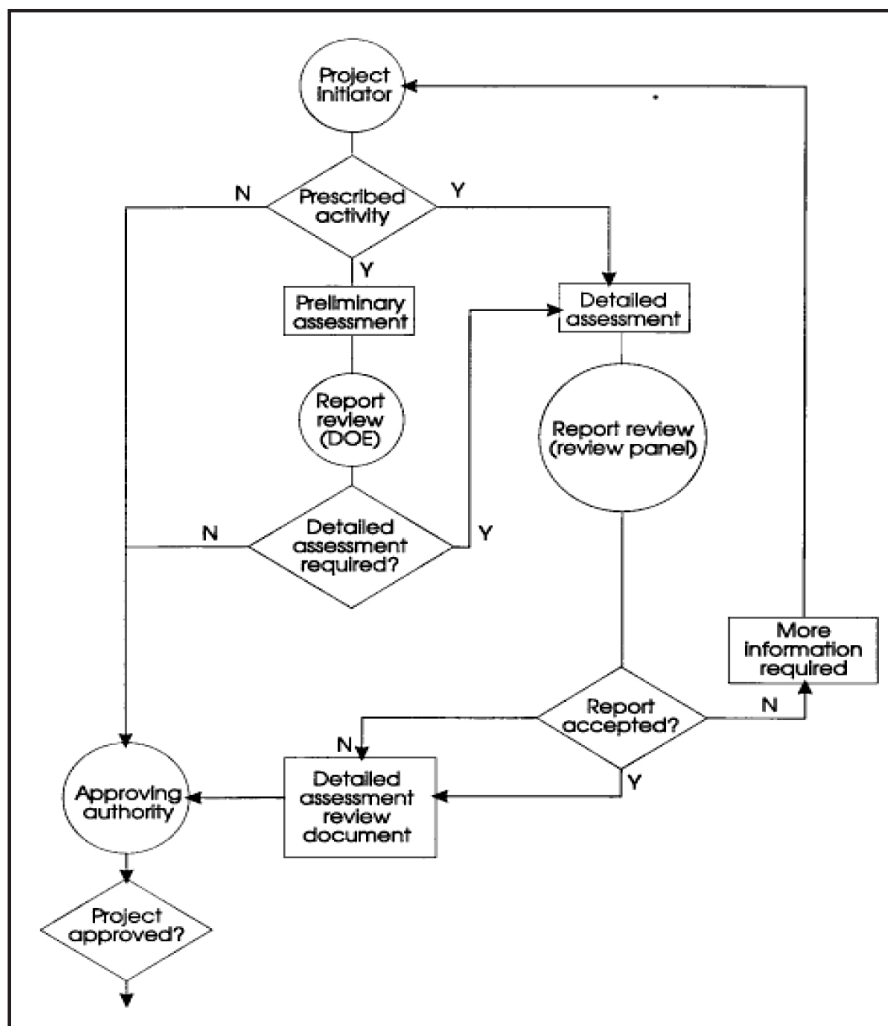 Project
initiator
N
Prescribed
activity
Y
Y
Preliminary
assessment
Detailed
assessment
Report
review
(DOE)
Report review
(review panel)
N
Detailed
assessment
required?
Y
More
information
required
Report
accepted?
N
N
Y
Approving
authority
Detailed
assessment
review
document
Project
approved?